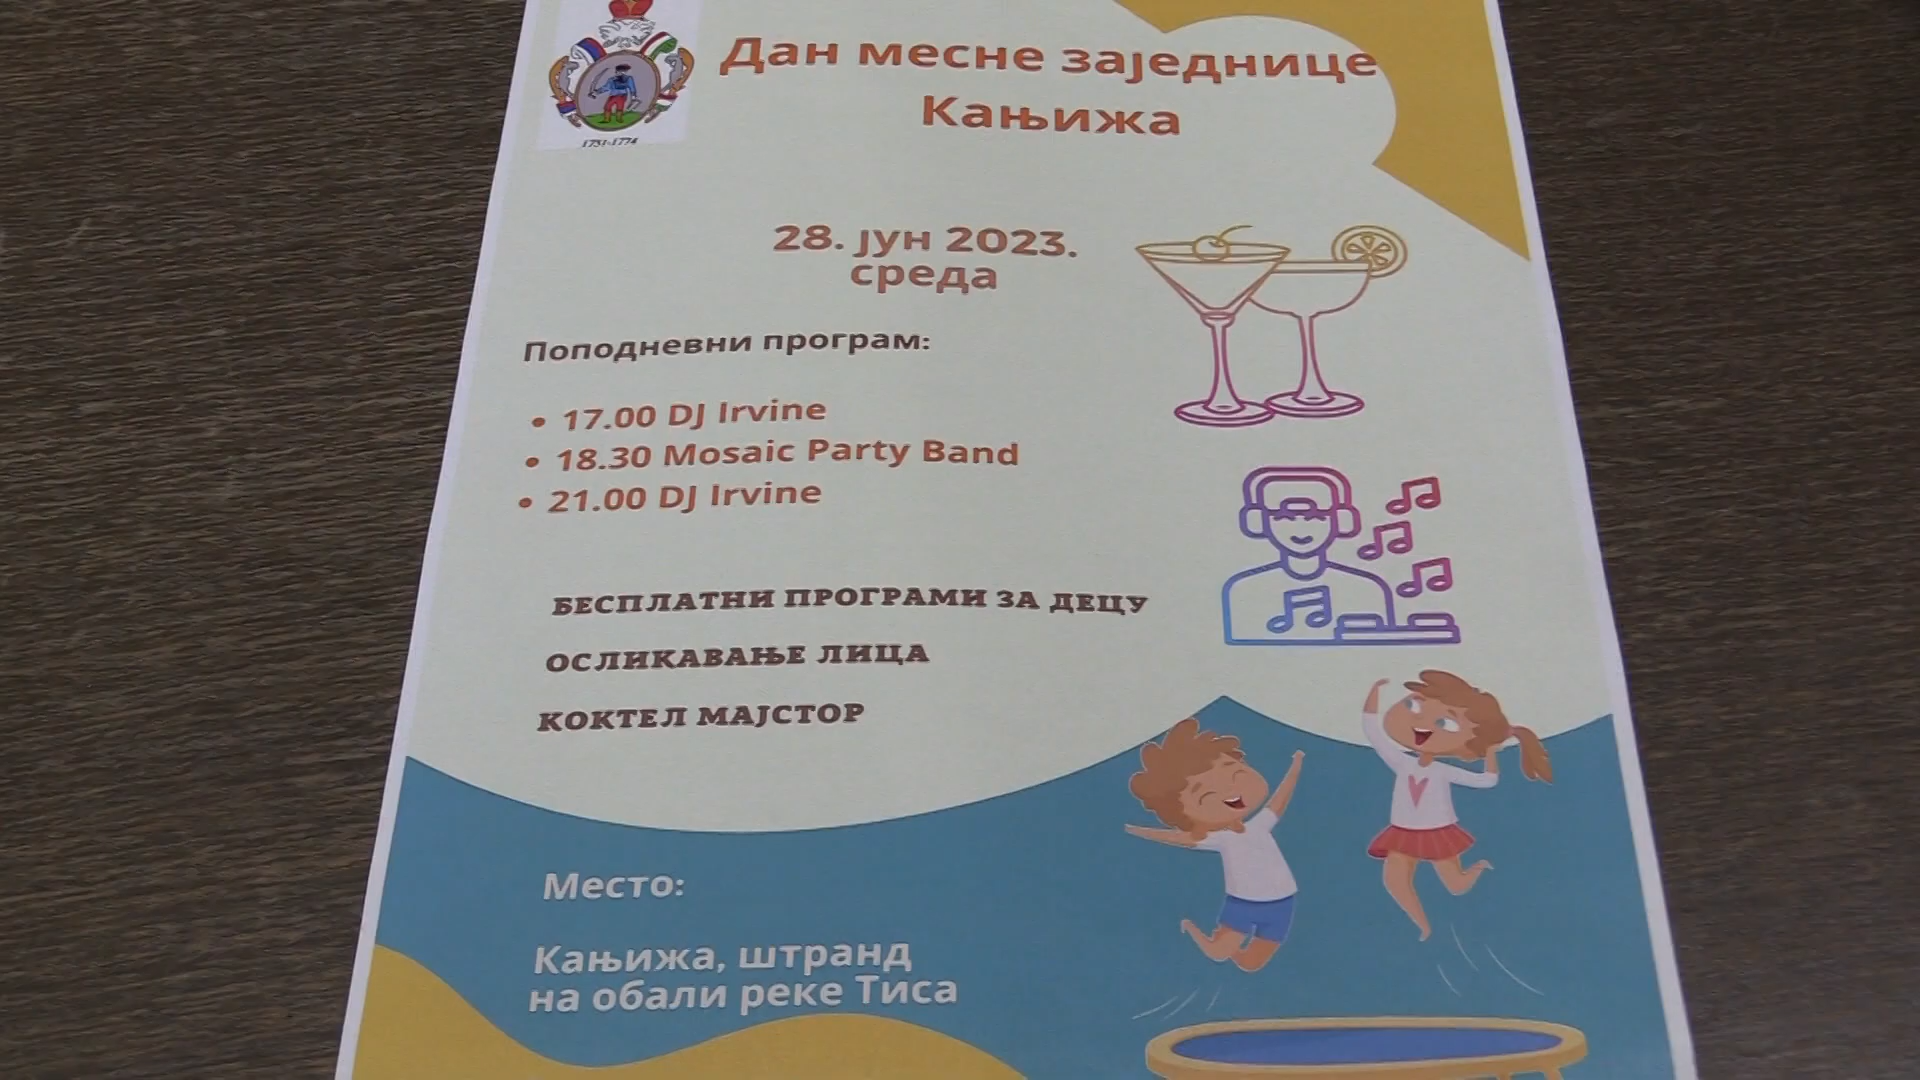 1751-1774
Дан месне заједнице
Кањижа
28. јун 2023.
среда
Поподневни програм:
• 17.00 DJ Irvine
• 18.30 Mosaic Party Band
• 21.00 DJ Irvine
БЕСПЛАТНИ ПРОГРАМИ ЗА ДЕЦУ
ОСЛИКАВАЊЕ ЛИЦА
КОКТЕЛ МАЈСТОР
Место:
Кањижа, штранд
на обали реке Тиса